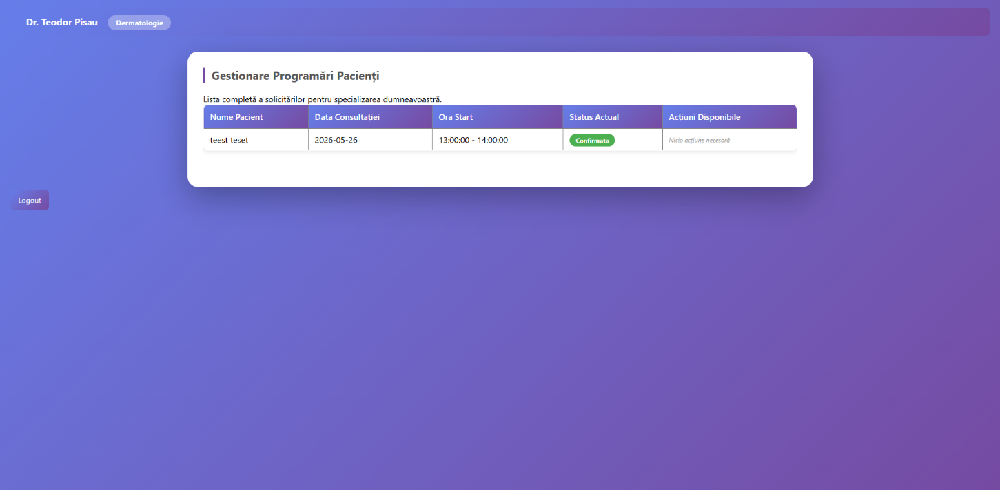 Dr. Teodor Pisau Dermatologie
Gestionare Programări Pacienți
Lista completă a solicitărilor pentru specializarea dumneavoastră.
Nume Pacient Data Consultației Ora Start Status Actual Acțiuni Disponibile
teest teset 2026-05-26 13:00:00 - 14:00:00 Confirmata Nicio acțiune necesară
Logout